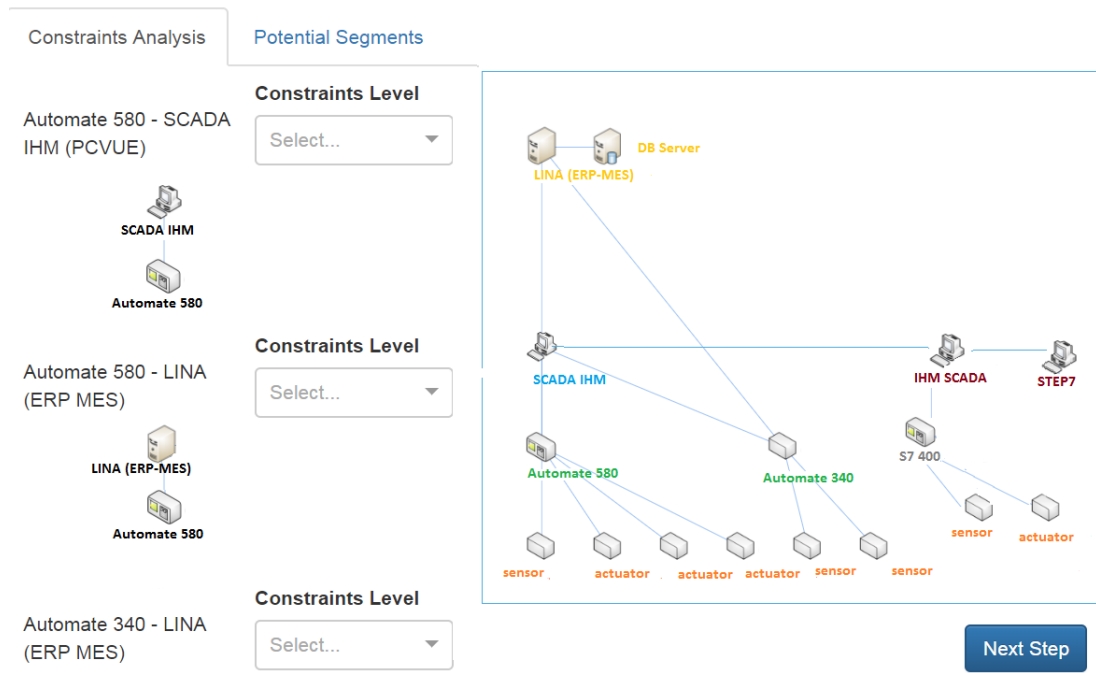 Constraints Analysis
Potential Segments
Automate 580 - SCADA
IHM (PCVUE)
Constraints Level
Select...
SCADA IHM
Automate 580
Automate 580 - LINA
(ERP MES)
Constraints Level
Select...
LINA (ERP-MES)
Automate 580
Automate 340 - LINA
(ERP MES)
Constraints Level
Select...
DB Server
LINA (ERP-MES)
SCADA IHM
IHM SCADA
STEP7
Automate 580
Automate 340
S7 400
sensor
actuator
actuator
actuator
sensor
sensor
sensor
actuator
Next Step